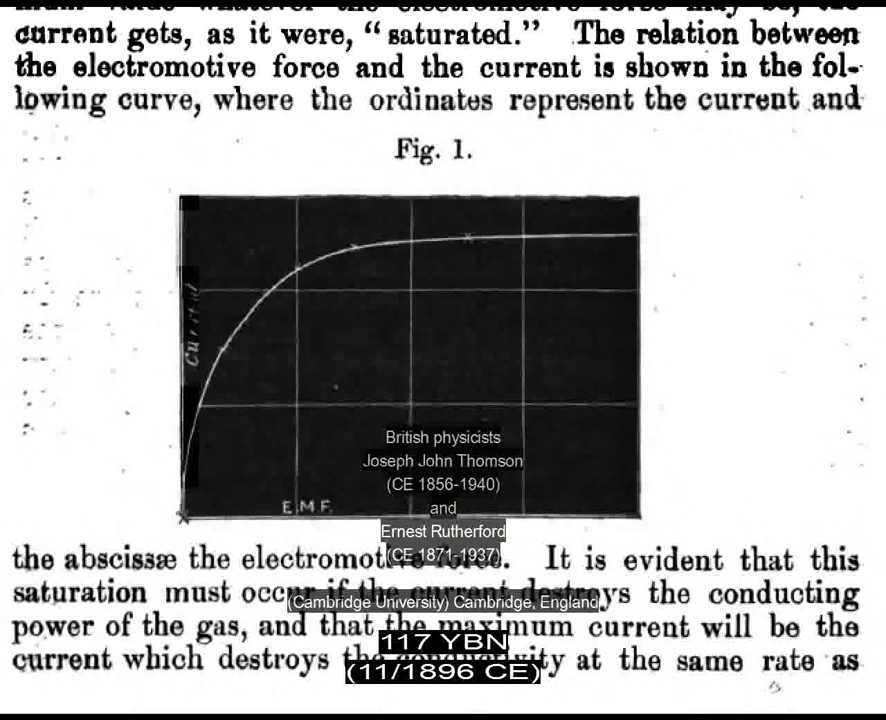 current gets, as it were, “saturated.” The relation between
the electromotive force and the current is shown in the fol-
lowing curve, where the ordinates represent the current and
Fig. 1.
Current
E.M.F.
British physicists
Joseph John Thomson
(CE 1856-1940)
and
Ernest Rutherford
(CE 1871-1937)
the abscissæ the electromotive force. It is evident that this
saturation must occur if the current destroys the conducting
(Cambridge University) Cambridge, England
power of the gas, and that the maximum current will be the
117 YBN
current which destroys the conductivity at the same rate as
(11/1896 CE)